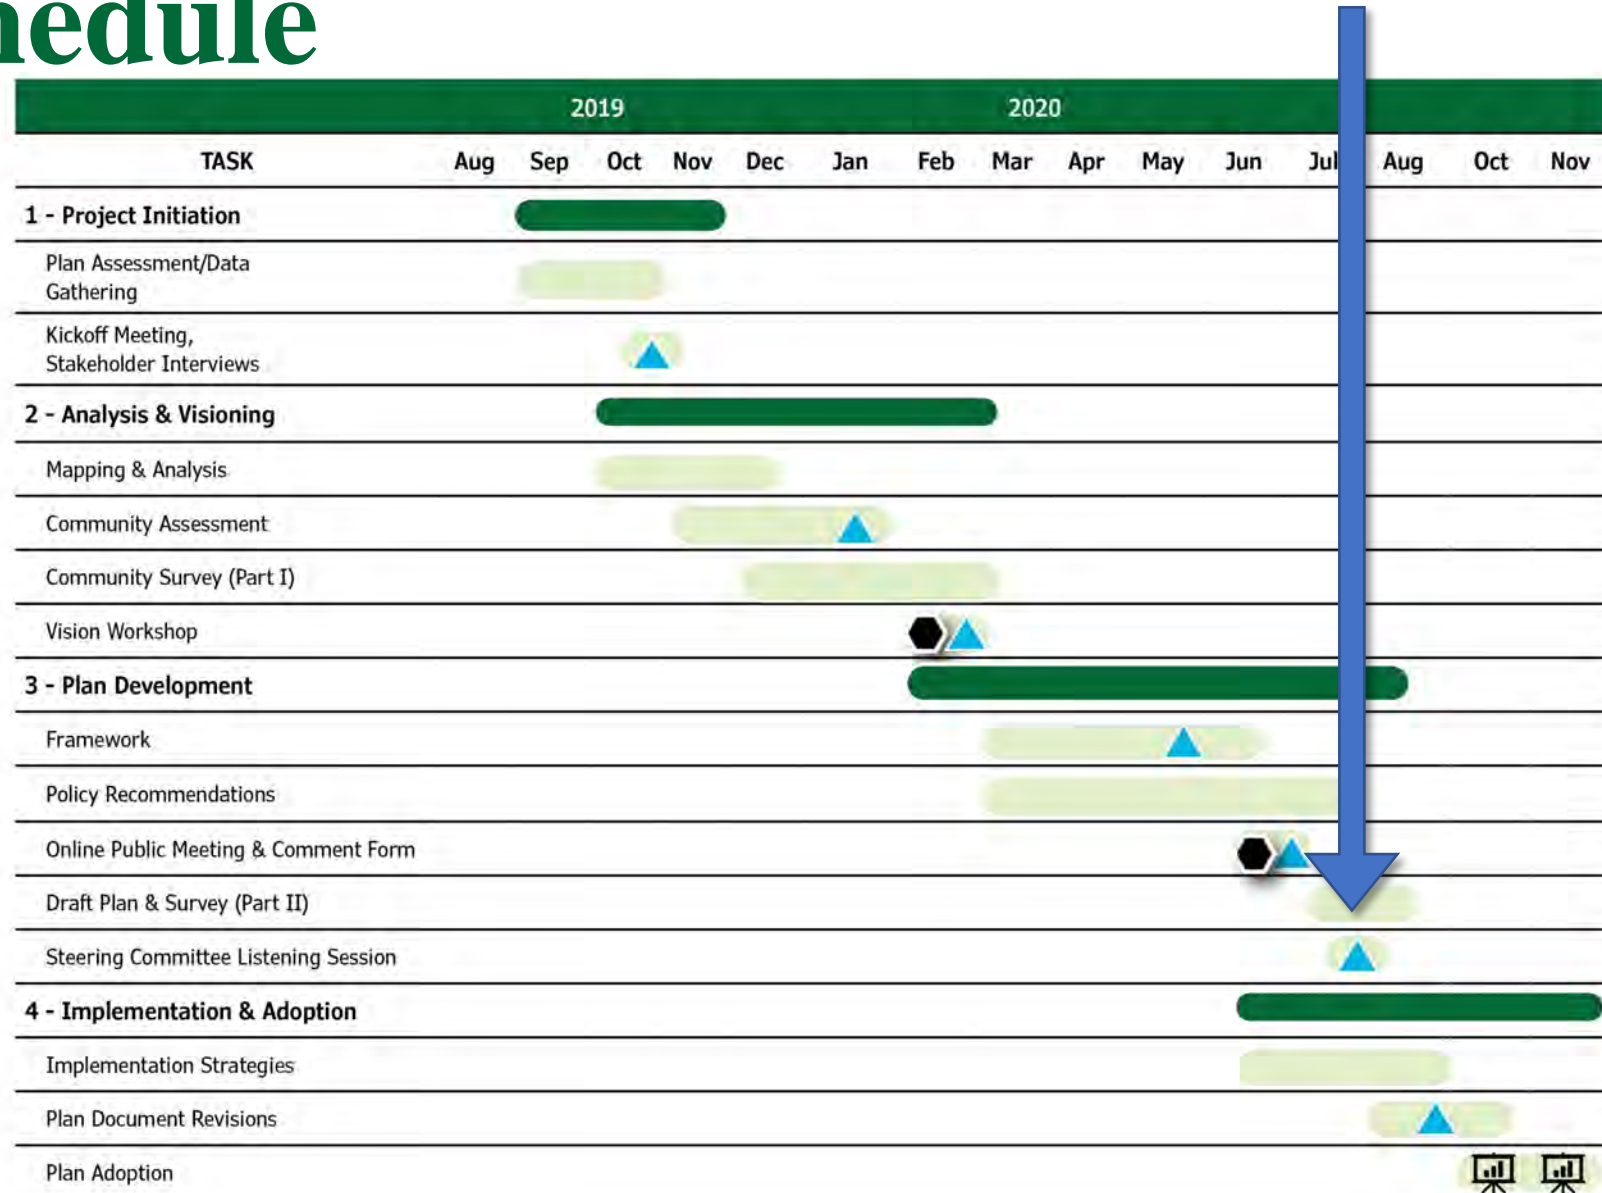 hedule
2019 2020
TASK Aug Sep Oct Nov Dec Jan Feb Mar Apr May Jun Jul Aug Oct Nov
1 - Project Initiation
Plan Assessment/Data
Gathering
Kickoff Meeting,
Stakeholder Interviews
2 - Analysis & Visioning
Mapping & Analysis
Community Assessment
Community Survey (Part I)
Vision Workshop
3 - Plan Development
Framework
Policy Recommendations
Online Public Meeting & Comment Form
Draft Plan & Survey (Part II)
Steering Committee Listening Session
4 - Implementation & Adoption
Implementation Strategies
Plan Document Revisions
Plan Adoption